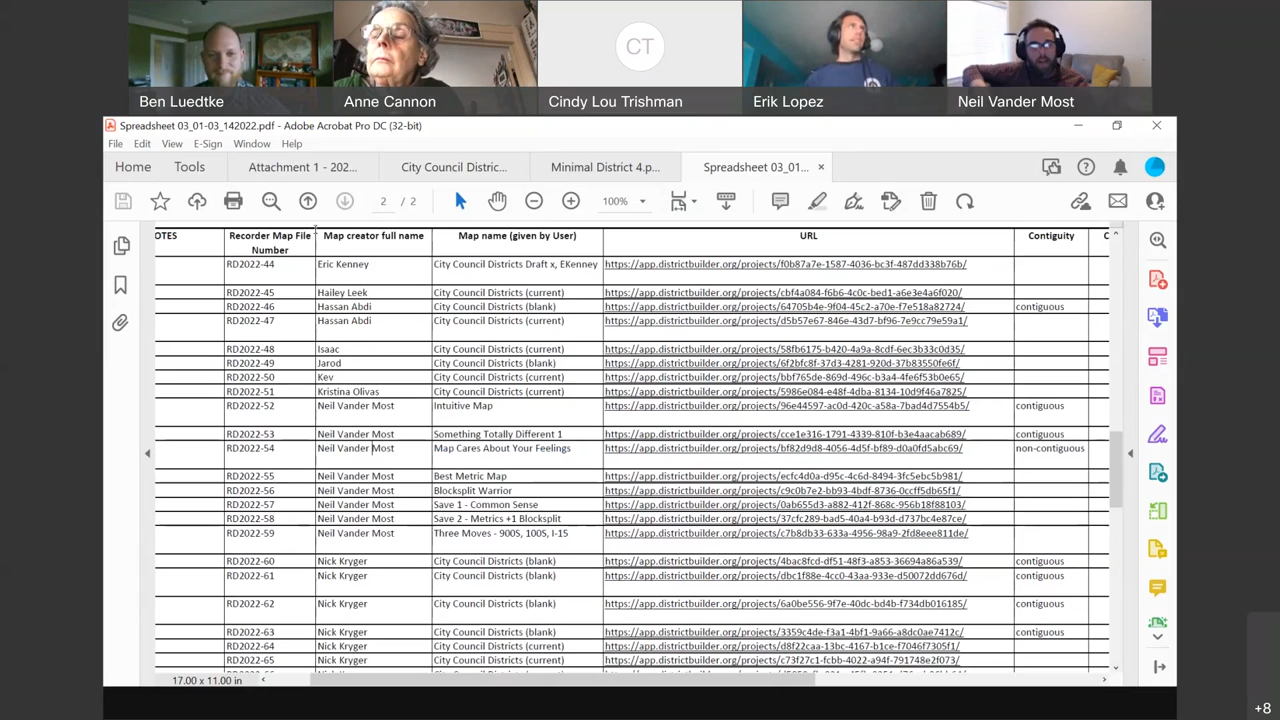 CT
Ben Luedtke
Anne Cannon
Cindy Lou Trishman
Erik Lopez
Neil Vander Most
Spreadsheet 03_01-03_142022.pdf - Adobe Acrobat Pro DC (32-bit)
File Edit View E-Sign Window Help
Home Tools Attachment 1 - 202... City Council Distric... Minimal District 4.p... Spreadsheet 03_01... ×
2 / 2 100%
OTES Recorder Map File Number Map creator full name Map name (given by User) URL Contiguity C
RD2022-44 Eric Kenney City Council Districts Draft x, EKenney https://app.districtbuilder.org/projects/f0b87a7e-1587-4036-bc3f-487dd338b76b/
RD2022-45 Hailey Leek City Council Districts (current) https://app.districtbuilder.org/projects/cbf4a084-f6b6-4c0c-bed1-a6e3e4a6f020/
RD2022-46 Hassan Abdi City Council Districts (blank) https://app.districtbuilder.org/projects/64705b4e-9f04-45c2-a70e-f7e518a82724/ contiguous
RD2022-47 Hassan Abdi City Council Districts (current) https://app.districtbuilder.org/projects/d5b57e67-846e-43d7-bf96-7e9cc79e59a1/
RD2022-48 Isaac City Council Districts (current) https://app.districtbuilder.org/projects/58fb6175-b420-4a9a-8cdf-6ec3b33c0d35/
RD2022-49 Jarod City Council Districts (blank) https://app.districtbuilder.org/projects/6f2bfc8f-37d3-4281-920d-37b83550fe6f/
RD2022-50 Kev City Council Districts (current) https://app.districtbuilder.org/projects/bbf765de-869d-496c-b3a4-4fe6f53b0e65/
RD2022-51 Kristina Olivas City Council Districts (current) https://app.districtbuilder.org/projects/5986e084-e48f-4dba-8134-10d9f46a7825/
RD2022-52 Neil Vander Most Intuitive Map https://app.districtbuilder.org/projects/96e44597-ac0d-420c-a58a-7bad4d7554b5/ contiguous
RD2022-53 Neil Vander Most Something Totally Different 1 https://app.districtbuilder.org/projects/cce1e316-1791-4339-810f-b3e4aacab689/ contiguous
RD2022-54 Neil Vander Most Map Cares About Your Feelings https://app.districtbuilder.org/projects/bf82d9d8-4056-4d5f-bf89-d0a0fd5abc69/ non-contiguous
RD2022-55 Neil Vander Most Best Metric Map https://app.districtbuilder.org/projects/ecfc4d0a-d95c-4c6d-8494-3fc5ebc5b981/
RD2022-56 Neil Vander Most Blocksplit Warrior https://app.districtbuilder.org/projects/c9c0b7e2-bb93-4bdf-8736-0ccff5db65f1/
RD2022-57 Neil Vander Most Save 1 - Common Sense https://app.districtbuilder.org/projects/0ab655d3-a882-412f-868c-956b18f88103/
RD2022-58 Neil Vander Most Save 2 - Metrics +1 Blocksplit https://app.districtbuilder.org/projects/37cfc289-bad5-40a4-b93d-d737bc4e87ce/
RD2022-59 Neil Vander Most Three Moves - 900S, 100S, I-15 https://app.districtbuilder.org/projects/c7b8db33-633a-4956-98a9-2fd8eee811de/
RD2022-60 Nick Kryger City Council Districts (blank) https://app.districtbuilder.org/projects/4bac8fcd-df51-48f3-a853-36694a86a539/ contiguous
RD2022-61 Nick Kryger City Council Districts (blank) https://app.districtbuilder.org/projects/dbc1f88e-4cc0-43aa-933e-d50072dd676d/ contiguous
RD2022-62 Nick Kryger City Council Districts (blank) https://app.districtbuilder.org/projects/6a0be556-9f7e-40dc-bd4b-f734db016185/ contiguous
RD2022-63 Nick Kryger City Council Districts (blank) https://app.districtbuilder.org/projects/3359c4de-f3a1-4bf1-9a66-a8dc0ae7412c/ contiguous
RD2022-64 Nick Kryger City Council Districts (current) https://app.districtbuilder.org/projects/d8f22caa-13bc-4167-b1ce-f7046f7305f1/
RD2022-65 Nick Kryger City Council Districts (current) https://app.districtbuilder.org/projects/c73f27c1-fcbb-4022-a94f-791748e2f073/
17.00 x 11.00 in
+8